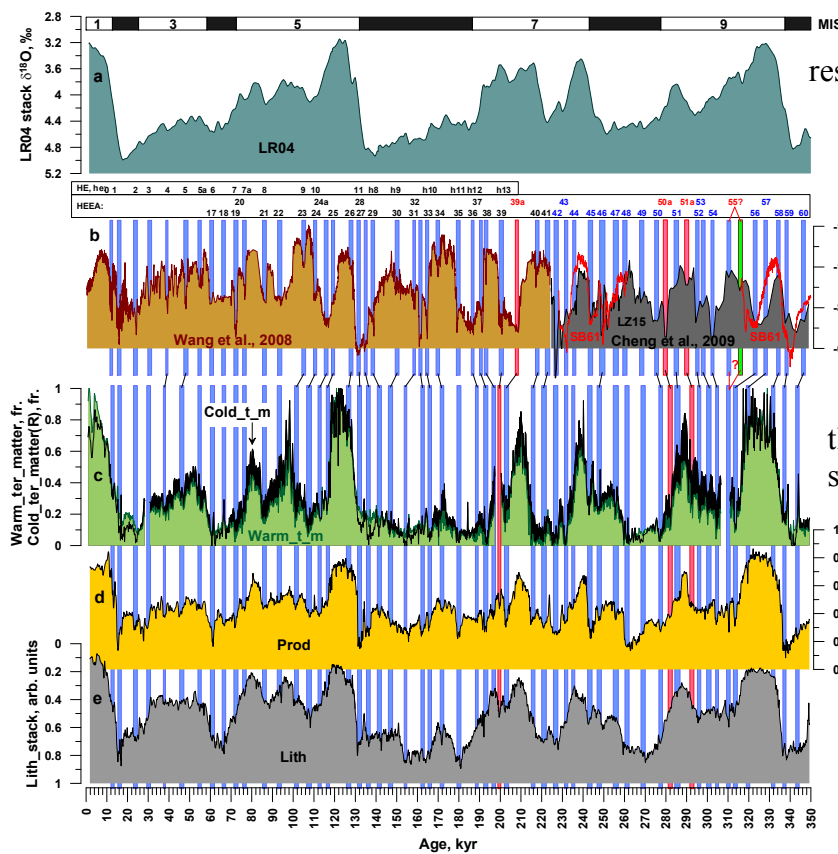 1 3 5 7 9 MIS
2.8
3.2
3.6
4
4.4
4.8
5.2
LR04 stack δ18O, ‰
a
LR04
res
HE, he: 0 1 2 3 4 5 5a 6 7 7a 8 9 10 11 h8 h9 h10 h11 h12 h13
HEEA: 20 24a 28 32 37 39a 43 50a 51a 53 55? 57
17 18 19 21 22 23 24 25 26 27 29 30 31 33 34 35 36 38 39 40 41 42 44 45 46 47 48 49 50 51 52 54 56 58 59 60
b
Wang et al., 2008
SB61
LZ15
Cheng et al., 2009
SB61
?
Warm_ter_matter, fr.
Cold_ter_matter(R), fr.
1
0.8
0.6
0.4
0.2
0
Cold_t_m
c
Warm_t_m
d
Prod
Lith_stack, arb. units
0
0.2
0.4
0.6
0.8
1
e
Lith
0 10 20 30 40 50 60 70 80 90 100 110 120 130 140 150 160 170 180 190 200 210 220 230 240 250 260 270 280 290 300 310 320 330 340 350
Age, kyr